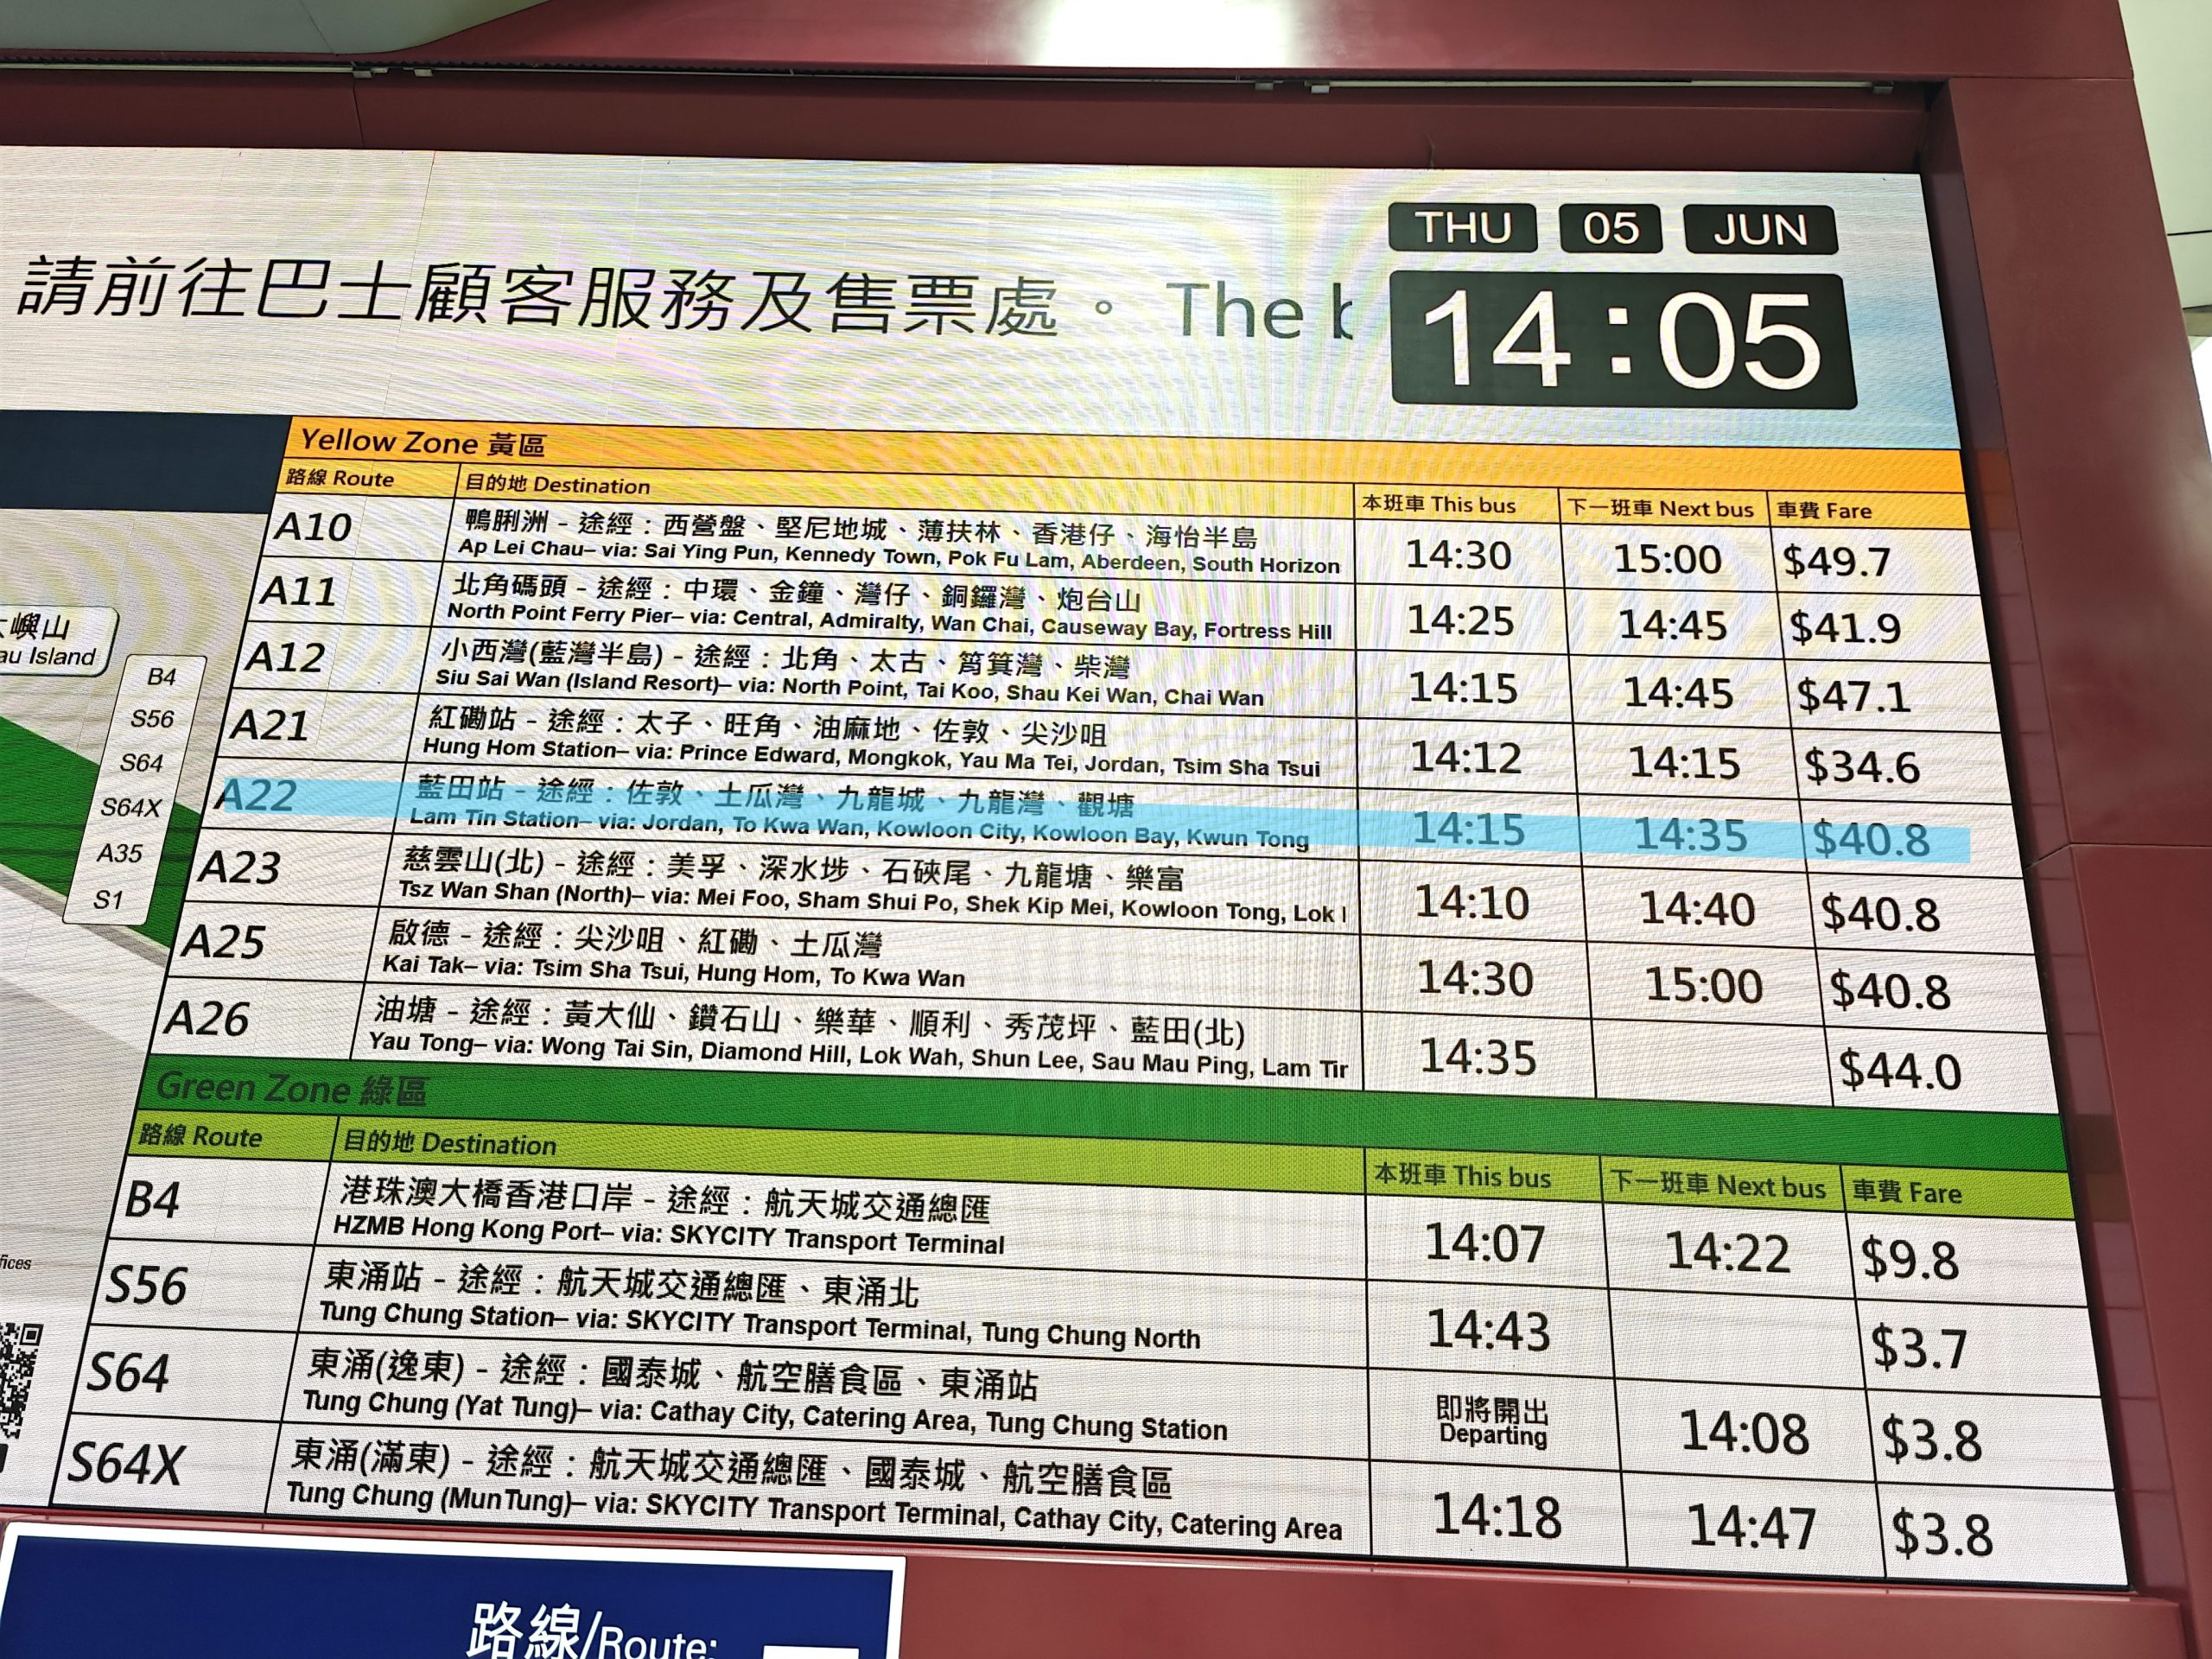 THU 05 JUN
請前往巴士顧客服務及售票處。 The
14:05
Yellow Zone 黃區
路線 Route 目的地 Destination 本班車 This bus 下一班車 Next bus 車費 Fare
A10 鴨脷洲 - 途經：西營盤、堅尼地城、薄扶林、香港仔、海怡半島 14:30 15:00 $49.7
Ap Lei Chau– via: Sai Ying Pun, Kennedy Town, Pok Fu Lam, Aberdeen, South Horizon
A11 北角碼頭 - 途經：中環、金鐘、灣仔、銅鑼灣、炮台山 14:25 14:45 $41.9
North Point Ferry Pier– via: Central, Admiralty, Wan Chai, Causeway Bay, Fortress Hill
A12 小西灣(藍灣半島) - 途經：北角、太古、筲箕灣、柴灣 14:15 14:45 $47.1
Siu Sai Wan (Island Resort)– via: North Point, Tai Koo, Shau Kei Wan, Chai Wan
A21 紅磡站 - 途經：太子、旺角、油麻地、佐敦、尖沙咀 14:12 14:15 $34.6
Hung Hom Station– via: Prince Edward, Mongkok, Yau Ma Tei, Jordan, Tsim Sha Tsui
A22 藍田站 - 途經：佐敦、土瓜灣、九龍城、九龍灣、觀塘 14:15 14:35 $40.8
Lam Tin Station– via: Jordan, To Kwa Wan, Kowloon City, Kowloon Bay, Kwun Tong
A23 慈雲山(北) - 途經：美孚、深水埗、石硤尾、九龍塘、樂富 14:10 14:40 $40.8
Tsz Wan Shan (North)– via: Mei Foo, Sham Shui Po, Shek Kip Mei, Kowloon Tong, Lok
A25 啟德 - 途經：尖沙咀、紅磡、土瓜灣 14:30 15:00 $40.8
Kai Tak– via: Tsim Sha Tsui, Hung Hom, To Kwa Wan
A26 油塘 - 途經：黃大仙、鑽石山、樂華、順利、秀茂坪、藍田(北) 14:35 $44.0
Yau Tong– via: Wong Tai Sin, Diamond Hill, Lok Wah, Shun Lee, Sau Mau Ping, Lam
Green Zone 綠區
路線 Route 目的地 Destination 本班車 This bus 下一班車 Next bus 車費 Fare
B4 港珠澳大橋香港口岸 - 途經：航天城交通總匯 14:07 14:22 $9.8
HZMB Hong Kong Port– via: SKYCITY Transport Terminal
S56 東涌站 - 途經：航天城交通總匯、東涌北 14:43 $3.7
Tung Chung Station– via: SKYCITY Transport Terminal, Tung Chung North
S64 東涌(逸東) - 途經：國泰城、航空膳食區、東涌站 即將開出 14:08 $3.8
Tung Chung (Yat Tung)– via: Cathay City, Catering Area, Tung Chung Station Departing
S64X 東涌(滿東) - 途經：航天城交通總匯、國泰城、航空膳食區 14:18 14:47 $3.8
Tung Chung (MunTung)– via: SKYCITY Transport Terminal, Cathay City, Catering Area
嶼山
Island
B4
S56
S64
S64X
A35
S1
路線/Route: